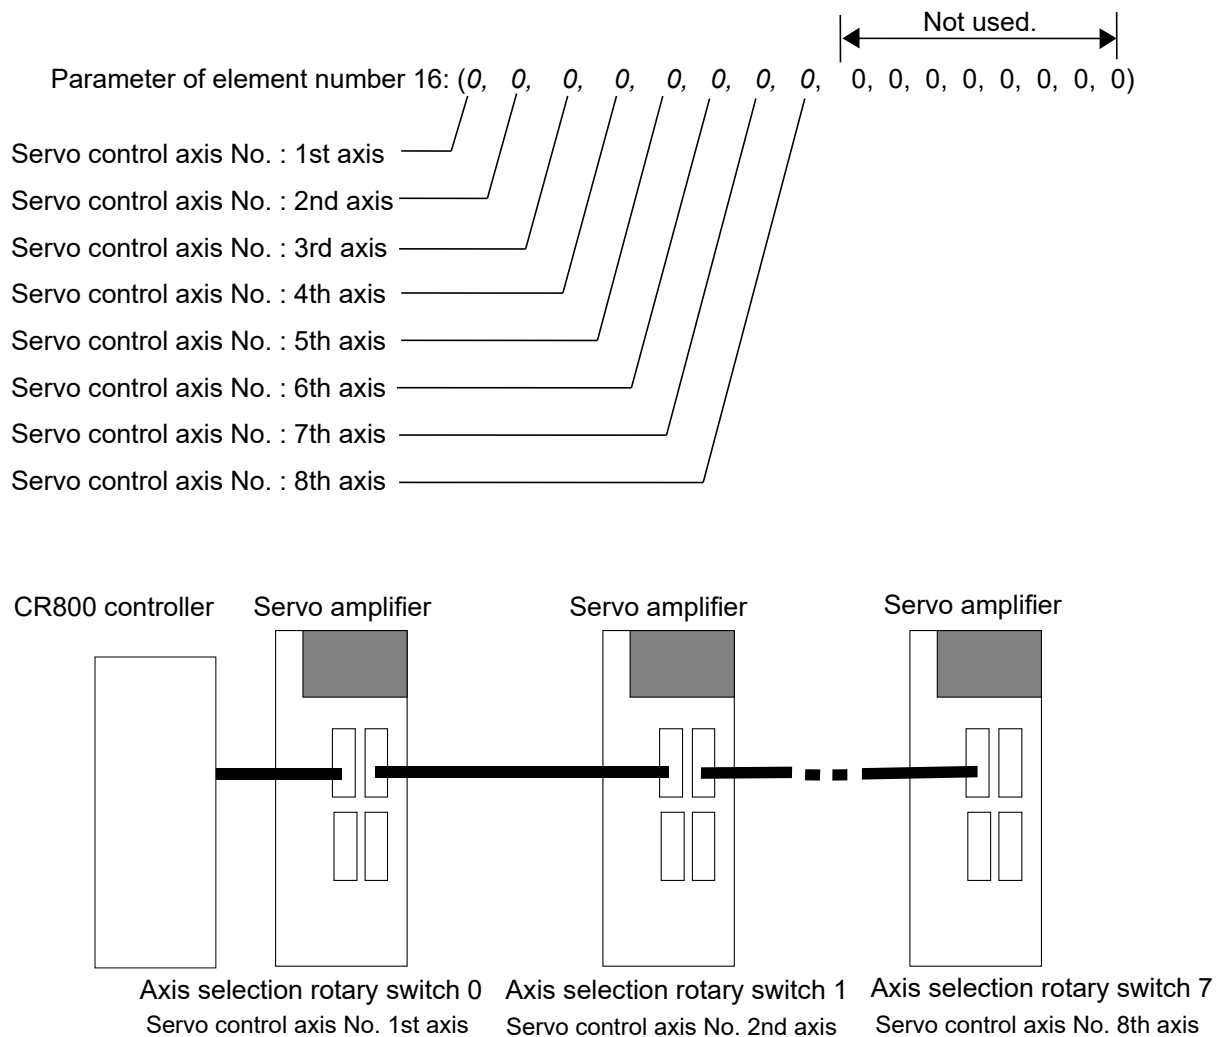 Not used.
Parameter of element number 16: (0, 0, 0, 0, 0, 0, 0, 0, 0, 0, 0, 0, 0, 0, 0, 0)
Servo control axis No. : 1st axis
Servo control axis No. : 2nd axis
Servo control axis No. : 3rd axis
Servo control axis No. : 4th axis
Servo control axis No. : 5th axis
Servo control axis No. : 6th axis
Servo control axis No. : 7th axis
Servo control axis No. : 8th axis
CR800 controller Servo amplifier Servo amplifier Servo amplifier
Axis selection rotary switch 0 Axis selection rotary switch 1 Axis selection rotary switch 7
Servo control axis No. 1st axis Servo control axis No. 2nd axis Servo control axis No. 8th axis